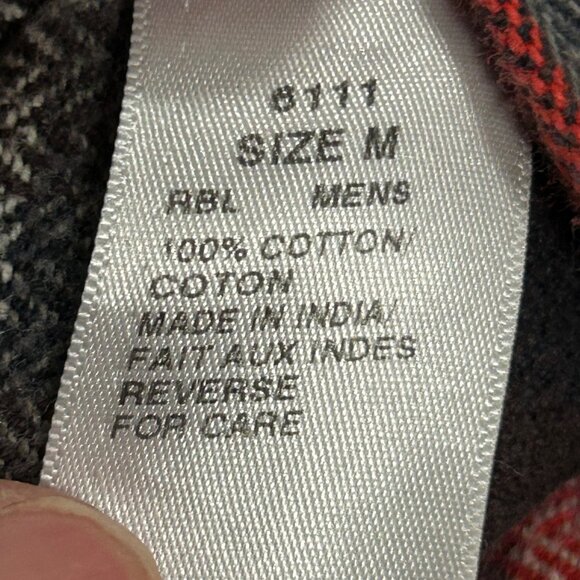 6111
SIZE M
RBL MENS
100% COTTON/
COTON
MADE IN INDIA/
FAIT AUX INDES
REVERSE
FOR CARE